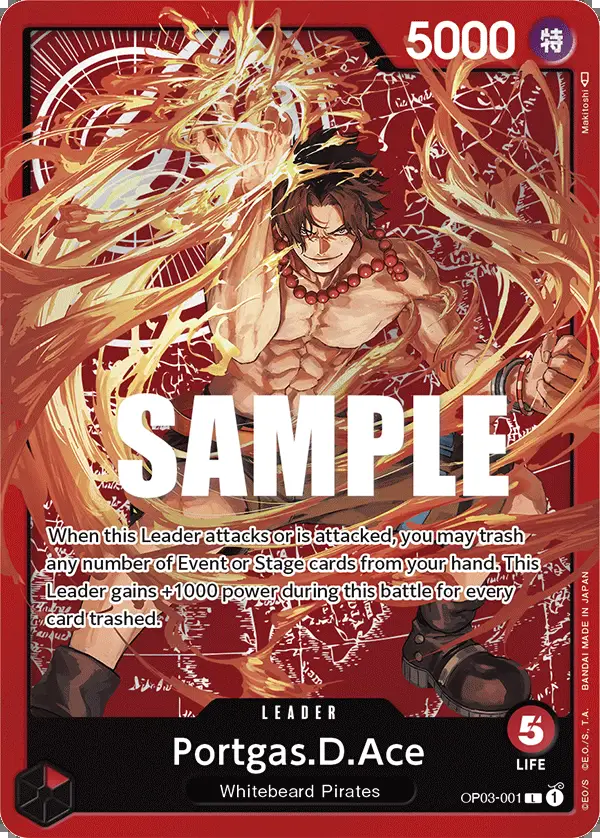 5000 特
Makitoshi
SAMPLE
When this Leader attacks or is attacked, you may trash
any number of Event or Stage cards from your hand. This
Leader gains +1000 power during this battle for every
card trashed.
BANDAI MADE IN JAPAN
©E/S ©E.O./S., T.A.
LEADER
Portgas.D.Ace
Whitebeard Pirates
5
LIFE
OP03-001 L 1